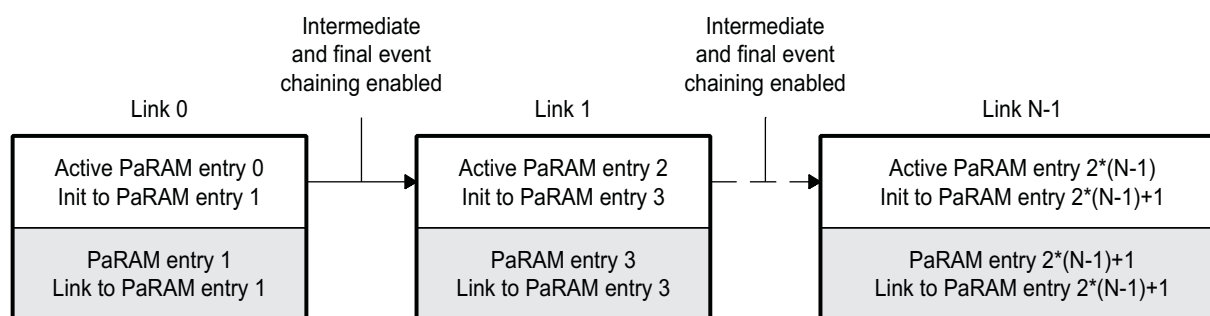 Intermediate
and final event
chaining enabled
Intermediate
and final event
chaining enabled
Link 0
Link 1
Link N-1
Active PaRAM entry 0
Init to PaRAM entry 1
PaRAM entry 1
Link to PaRAM entry 1
Active PaRAM entry 2
Init to PaRAM entry 3
PaRAM entry 3
Link to PaRAM entry 3
Active PaRAM entry 2*(N-1)
Init to PaRAM entry 2*(N-1)+1
PaRAM entry 2*(N-1)+1
Link to PaRAM entry 2*(N-1)+1